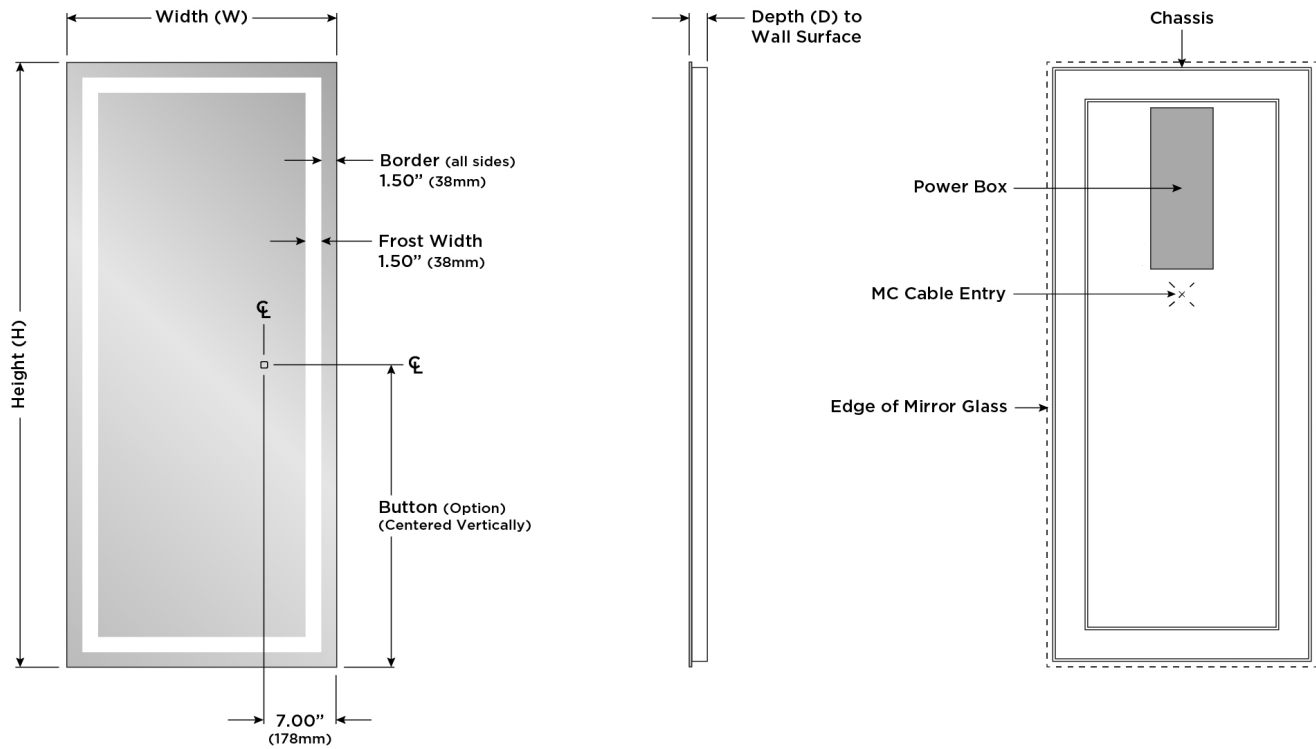 Width (W)
Height (H)
Border (all sides)
1.50” (38mm)
Frost Width
1.50” (38mm)
℄
℄
Button (Option)
(Centered Vertically)
7.00”
(178mm)
Depth (D) to
Wall Surface
Chassis
Power Box
MC Cable Entry
Edge of Mirror Glass